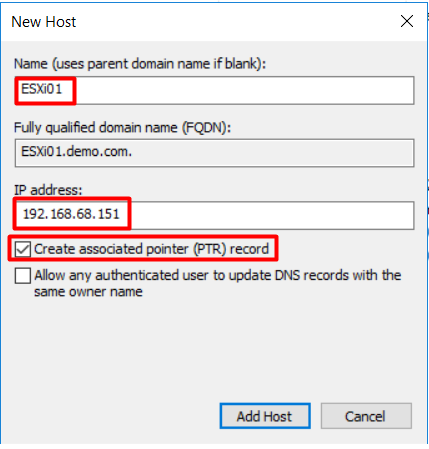 New Host
Name (uses parent domain name if blank):
ESXi01
Fully qualified domain name (FQDN):
ESXi01.demo.com.
IP address:
192.168.68.151
Create associated pointer (PTR) record
Allow any authenticated user to update DNS records with the
same owner name
Add Host
Cancel